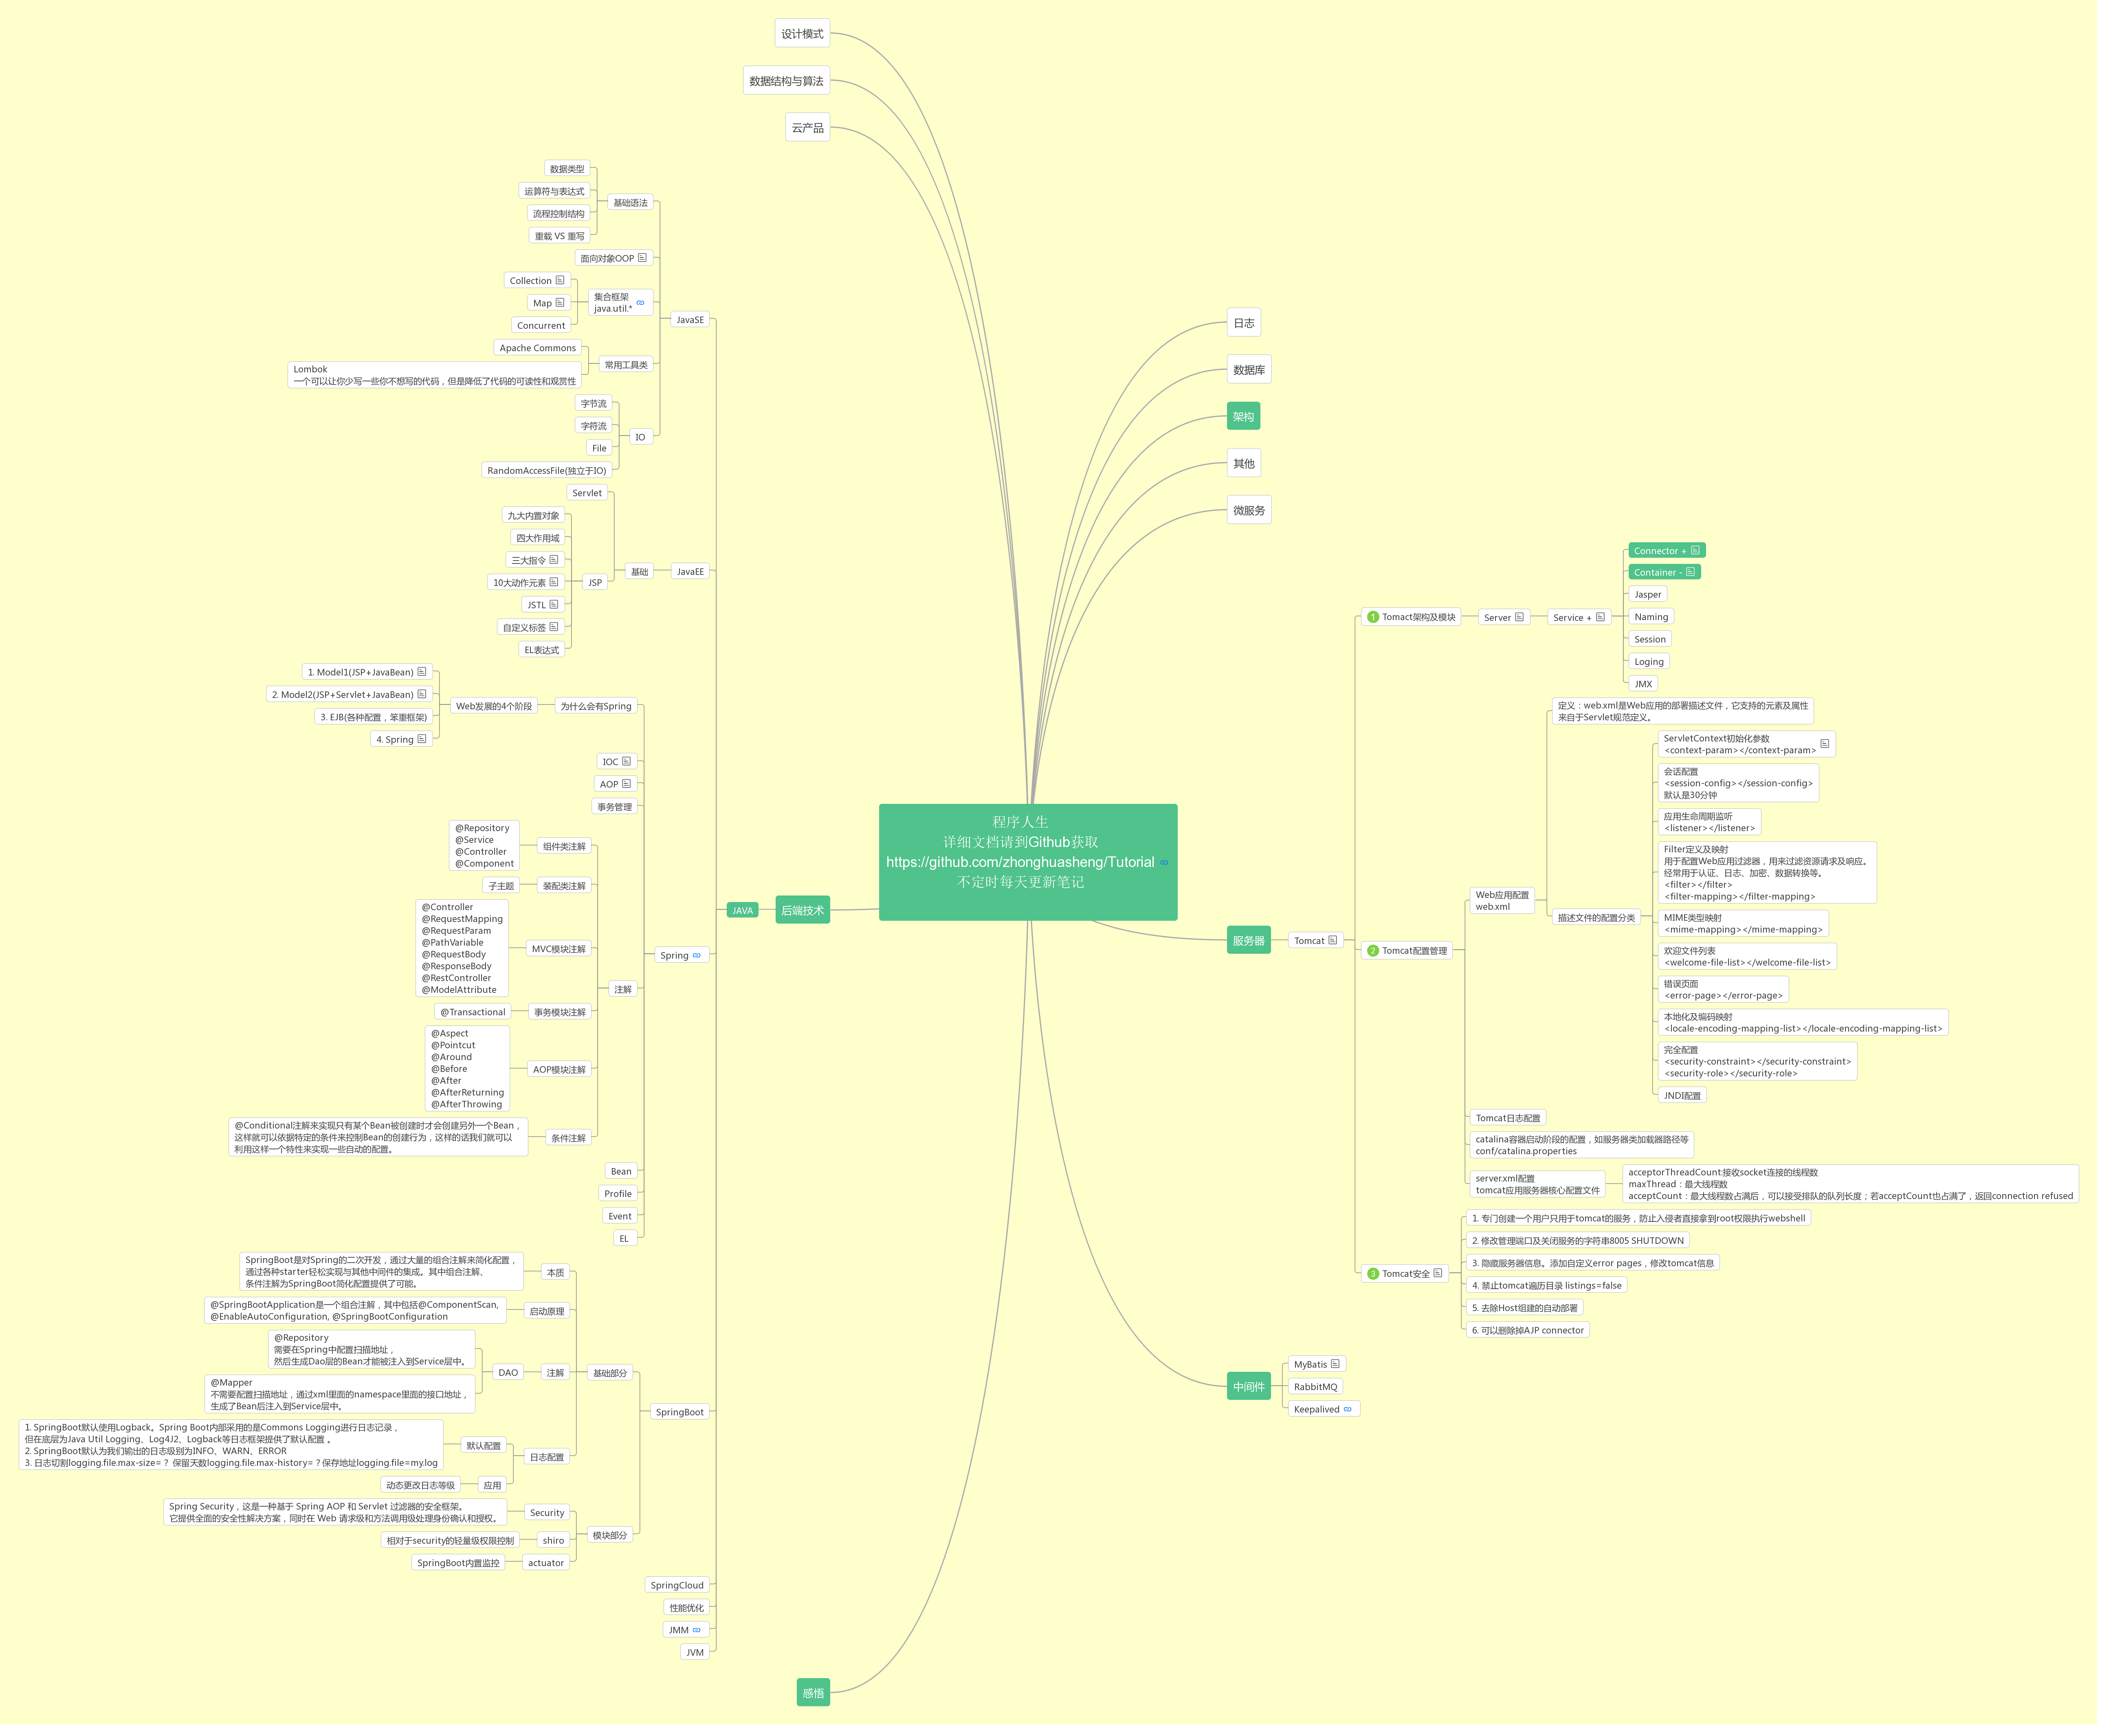 程序人生
详细文档请到Github获取
https://github.com/zhonghuasheng/Tutorial
不定时每天更新笔记
设计模式
数据结构与算法
云产品
后端技术
JAVA
JavaSE
基础语法
数据类型
运算符与表达式
流程控制结构
重载 VS 重写
面向对象OOP
集合框架
java.util.*
Collection
Map
Concurrent
常用工具类
Apache Commons
Lombok
一个可以让你少写一些你不想写的代码，但是降低了代码的可读性和观赏性
IO
字节流
字符流
File
RandomAccessFile(独立于IO)
JavaEE
基础
Servlet
JSP
九大内置对象
四大作用域
三大指令
10大动作元素
JSTL
自定义标签
EL表达式
Spring
为什么会有Spring
Web发展的4个阶段
1. Model1(JSP+JavaBean)
2. Model2(JSP+Servlet+JavaBean)
3. EJB(各种配置，笨重框架)
4. Spring
IOC
AOP
事务管理
注解
组件类注解
@Repository
@Service
@Controller
@Component
装配类注解
子主题
MVC模块注解
@Controller
@RequestMapping
@RequestParam
@PathVariable
@RequestBody
@ResponseBody
@RestController
@ModelAttribute
事务模块注解
@Transactional
AOP模块注解
@Aspect
@Pointcut
@Around
@Before
@After
@AfterReturning
@AfterThrowing
条件注解
@Conditional注解来实现只有某个Bean被创建时才会创建另外一个Bean，
这样就可以依据特定的条件来控制Bean的创建行为，这样的话我们就可以
利用这样一个特性来实现一些自动的配置。
Bean
Profile
Event
EL
SpringBoot
基础部分
本质
SpringBoot是对Spring的二次开发，通过大量的组合注解来简化配置，
通过各种starter轻松实现与其他中间件的集成。其中组合注解、
条件注解为SpringBoot简化配置提供了可能。
启动原理
@SpringBootApplication是一个组合注解，其中包括@ComponentScan,
@EnableAutoConfiguration, @SpringBootConfiguration
注解
DAO
@Repository
需要在Spring中配置扫描地址，
然后生成Dao层的Bean才能被注入到Service层中。
@Mapper
不需要配置扫描地址，通过xml里面的namespace里面的接口地址，
生成了Bean后注入到Service层中。
日志配置
默认配置
1. SpringBoot默认使用Logback。Spring Boot内部采用的是Commons Logging进行日志记录，
但在底层为Java Util Logging、Log4J2、Logback等日志框架提供了默认配置 。
2. SpringBoot默认为我们输出的日志级别为INFO、WARN、ERROR
3. 日志切割logging.file.max-size=？ 保留天数logging.file.max-history=？保存地址logging.file=my.log
应用
动态更改日志等级
模块部分
Security
Spring Security，这是一种基于 Spring AOP 和 Servlet 过滤器的安全框架。
它提供全面的安全性解决方案，同时在 Web 请求级和方法调用级处理身份确认和授权。
shiro
相对于security的轻量级权限控制
actuator
SpringBoot内置监控
SpringCloud
性能优化
JMM
JVM
感悟
日志
数据库
架构
其他
微服务
服务器
Tomcat
1 Tomact架构及模块
Server
Service +
Connector +
Container -
Jasper
Naming
Session
Loging
JMX
2 Tomcat配置管理
Web应用配置
web.xml
定义：web.xml是Web应用的部署描述文件，它支持的元素及属性
来自于Servlet规范定义。
描述文件的配置分类
ServletContext初始化参数
<context-param></context-param>
会话配置
<session-config></session-config>
默认是30分钟
应用生命周期监听
<listener></listener>
Filter定义及映射
用于配置Web应用过滤器，用来过滤资源请求及响应。
经常用于认证、日志、加密、数据转换等。
<filter></filter>
<filter-mapping></filter-mapping>
MIME类型映射
<mime-mapping></mime-mapping>
欢迎文件列表
<welcome-file-list></welcome-file-list>
错误页面
<error-page></error-page>
本地化及编码映射
<locale-encoding-mapping-list></locale-encoding-mapping-list>
完全配置
<security-constraint></security-constraint>
<security-role></security-role>
JNDI配置
Tomcat日志配置
catalina容器启动阶段的配置，如服务器类加载器路径等
conf/catalina.properties
server.xml配置
tomcat应用服务器核心配置文件
acceptorThreadCount:接收socket连接的线程数
maxThread：最大线程数
acceptCount：最大线程数占满后，可以接受排队的队列长度；若acceptCount也占满了，返回connection refused
3 Tomcat安全
1. 专门创建一个用户只用于tomcat的服务，防止入侵者直接拿到root权限执行webshell
2. 修改管理端口及关闭服务的字符串8005 SHUTDOWN
3. 隐藏服务器信息。添加自定义error pages，修改tomcat信息
4. 禁止tomcat遍历目录 listings=false
5. 去除Host组建的自动部署
6. 可以删除掉AJP connector
中间件
MyBatis
RabbitMQ
Keepalived